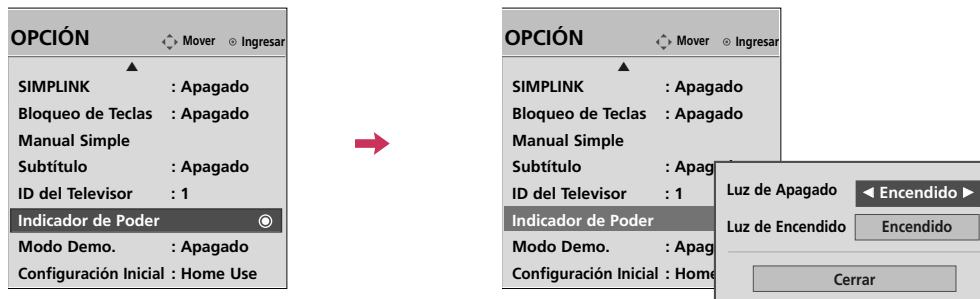 OPCIÓN Mover Ingresar
SIMPLINK : Apagado
Bloqueo de Teclas : Apagado
Manual Simple
Subtítulo : Apagado
ID del Televisor : 1
Indicador de Poder
Modo Demo. : Apagado
Configuración Inicial : Home Use
OPCIÓN Mover Ingresar
SIMPLINK : Apagado
Bloqueo de Teclas : Apagado
Manual Simple
Subtítulo : Apag
ID del Televisor : 1
Indicador de Poder
Modo Demo. : Apag
Configuración Inicial : Home
Luz de Apagado ◄ Encendido ►
Luz de Encendido Encendido
Cerrar